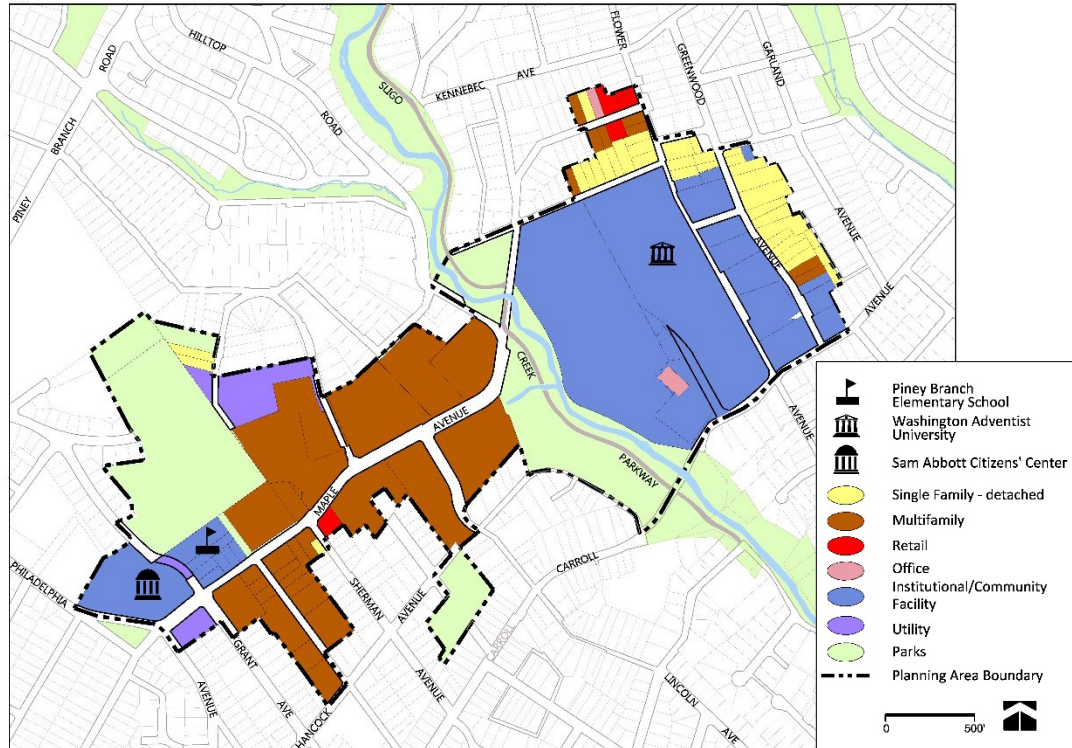 HILLTOP
ROAD
ROAD
BRANCH
PINEY
SLIGO
KENNEBEC AVE
FLOWER
GREENWOOD
GARLAND
AVENUE
AVENUE
AVENUE
AVENUE
CREEK
PARKWAY
AVENUE
MAPLE
CARROLL
CARROLL
SHERMAN
AVENUE
PHILADELPHIA
AVENUE
GRANT
AVE
HANCOCK
AVENUE
LINCOLN
AVE
Piney Branch
Elementary School
Washington Adventist
University
Sam Abbott Citizens' Center
Single Family - detached
Multifamily
Retail
Office
Institutional/Community
Facility
Utility
Parks
Planning Area Boundary
0 500'